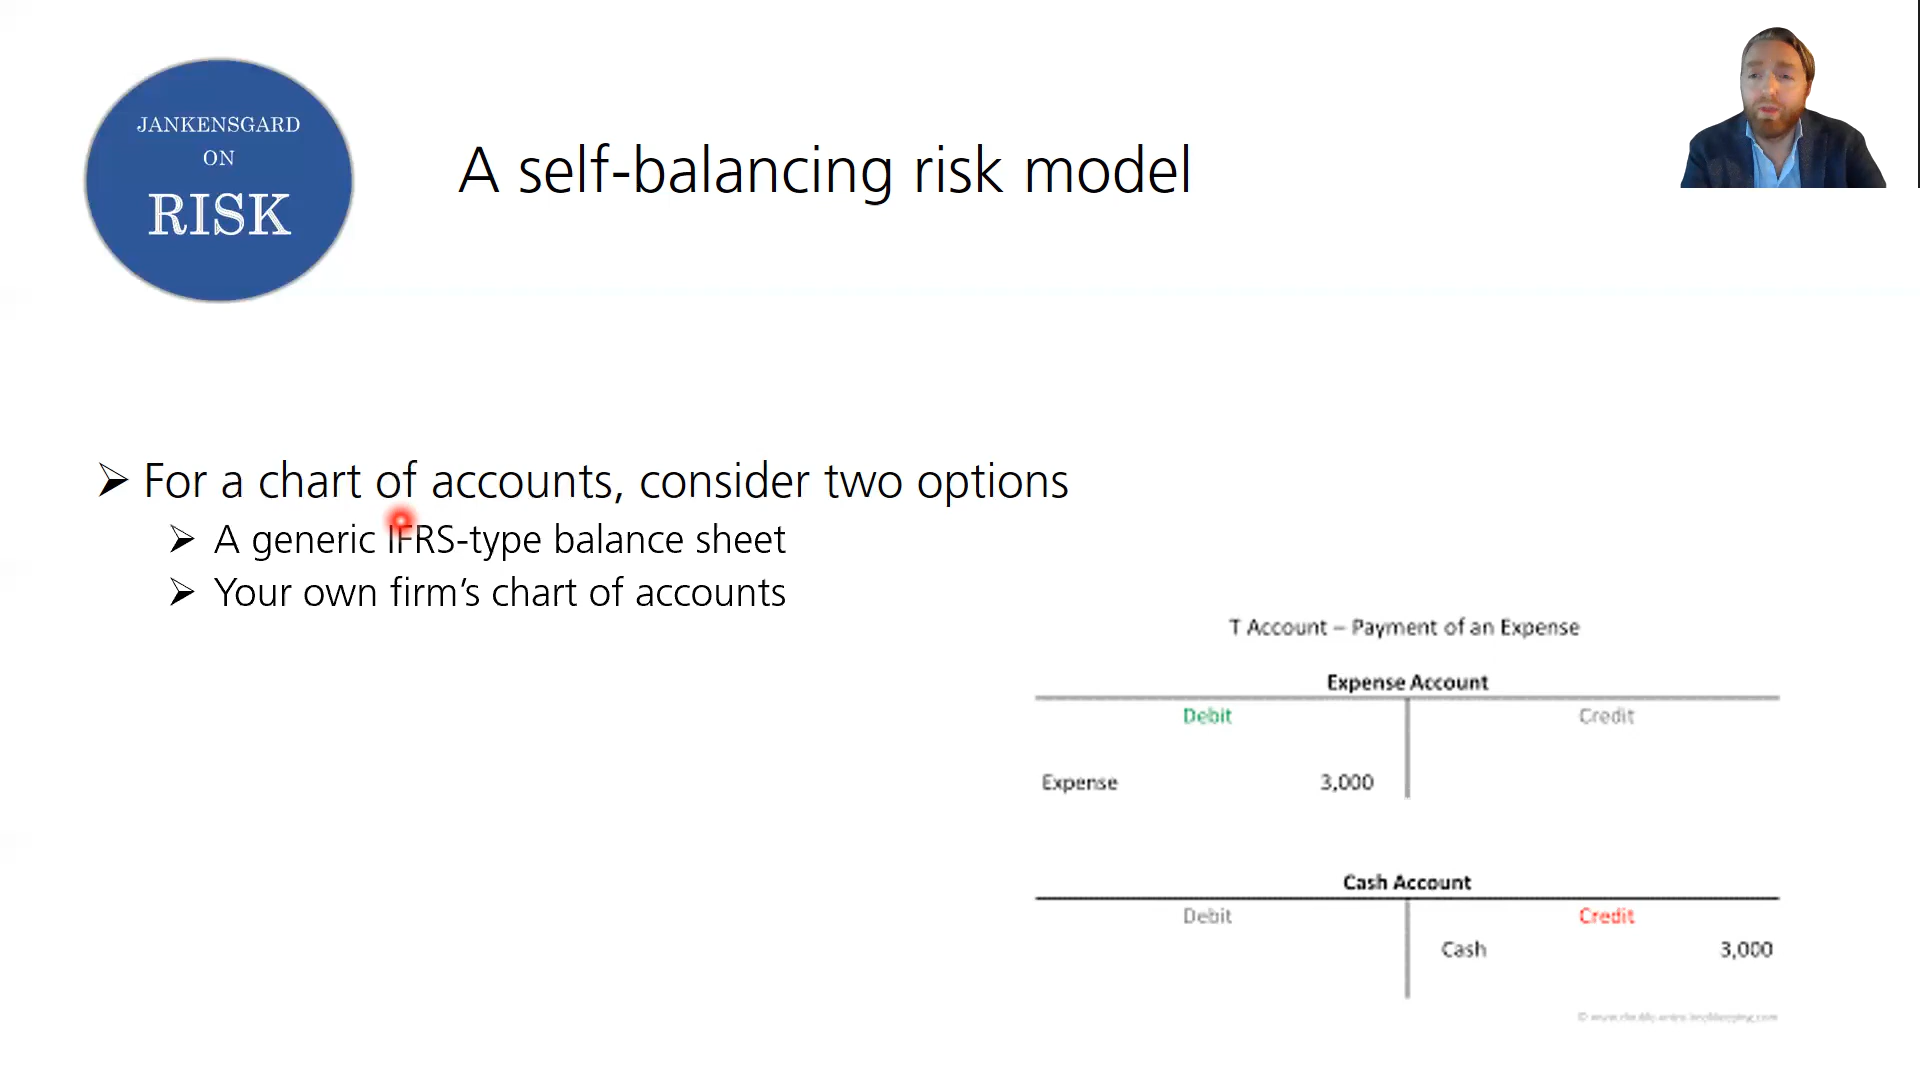 JANKENSGARD
ON
RISK
A self-balancing risk model
For a chart of accounts, consider two options
A generic IFRS-type balance sheet
Your own firm’s chart of accounts
T Account – Payment of an Expense
Expense Account
Debit Credit
Expense 3,000
Cash Account
Debit Credit
Cash 3,000